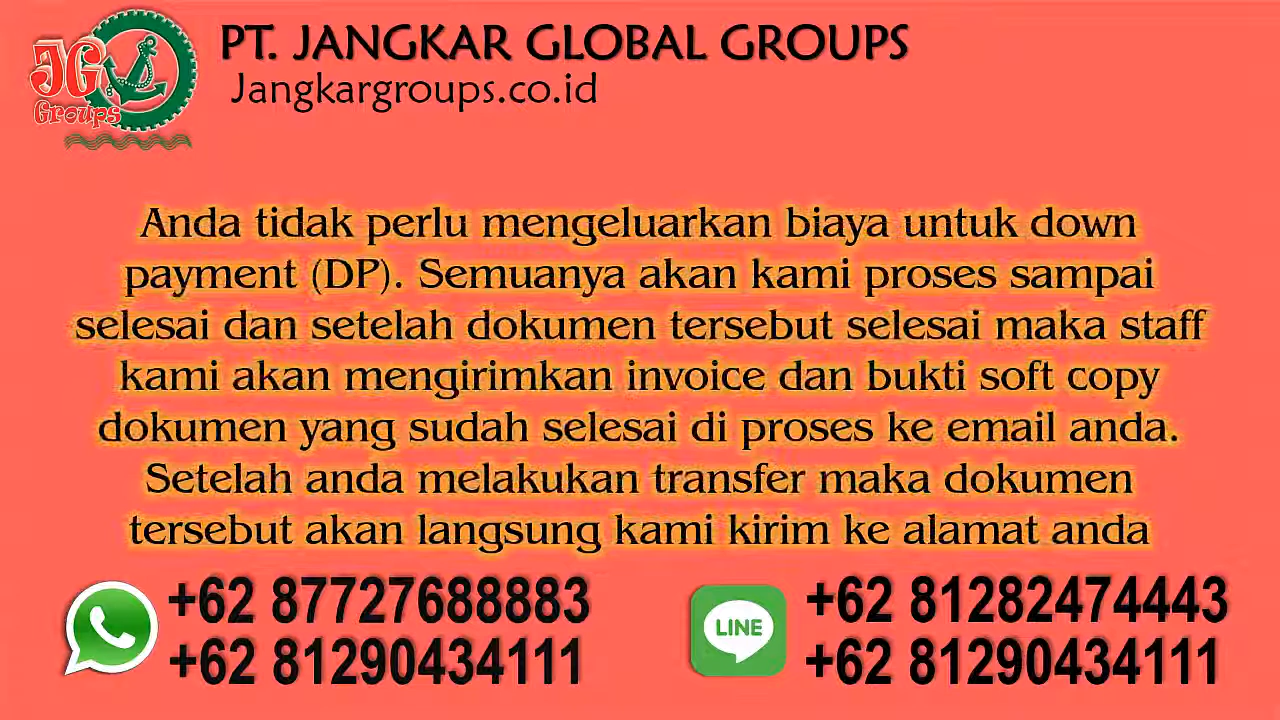 JG
Groups
PT. JANGKAR GLOBAL GROUPS
Jangkargroups.co.id
Anda tidak perlu mengeluarkan biaya untuk down
payment (DP). Semuanya akan kami proses sampai
selesai dan setelah dokumen tersebut selesai maka staff
kami akan mengirimkan invoice dan bukti soft copy
dokumen yang sudah selesai di proses ke email anda.
Setelah anda melakukan transfer maka dokumen
tersebut akan langsung kami kirim ke alamat anda
+62 87727688883
+62 81290434111
LINE
+62 81282474443
+62 81290434111